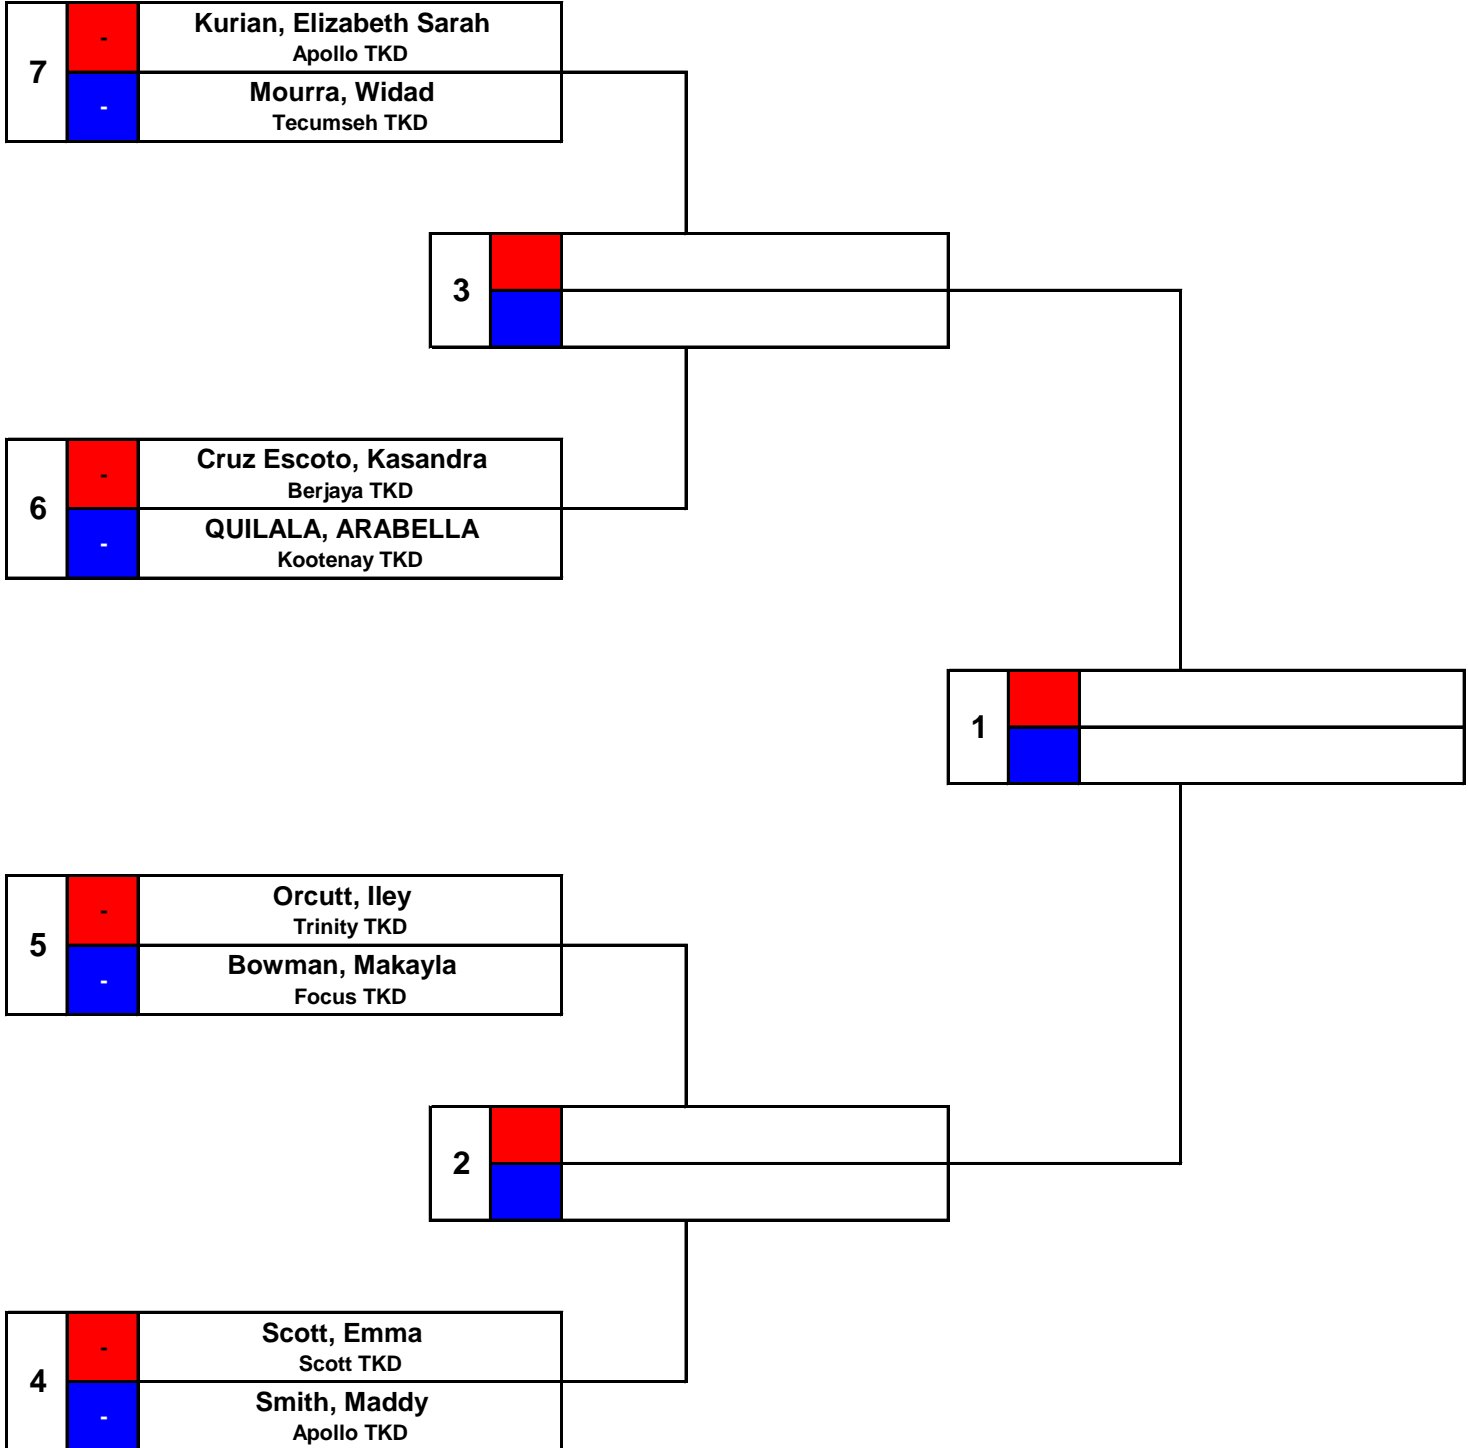 7
-
Kurian, Elizabeth Sarah
Apollo TKD
-
Mourra, Widad
Tecumseh TKD
3
6
-
Cruz Escoto, Kasandra
Berjaya TKD
-
QUILALA, ARABELLA
Kootenay TKD
1
5
-
Orcutt, Iley
Trinity TKD
-
Bowman, Makayla
Focus TKD
2
4
-
Scott, Emma
Scott TKD
-
Smith, Maddy
Apollo TKD